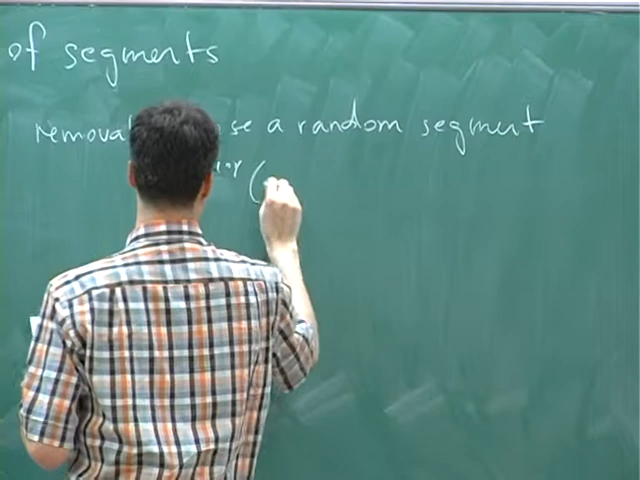 of segments
removal se a random segment
(